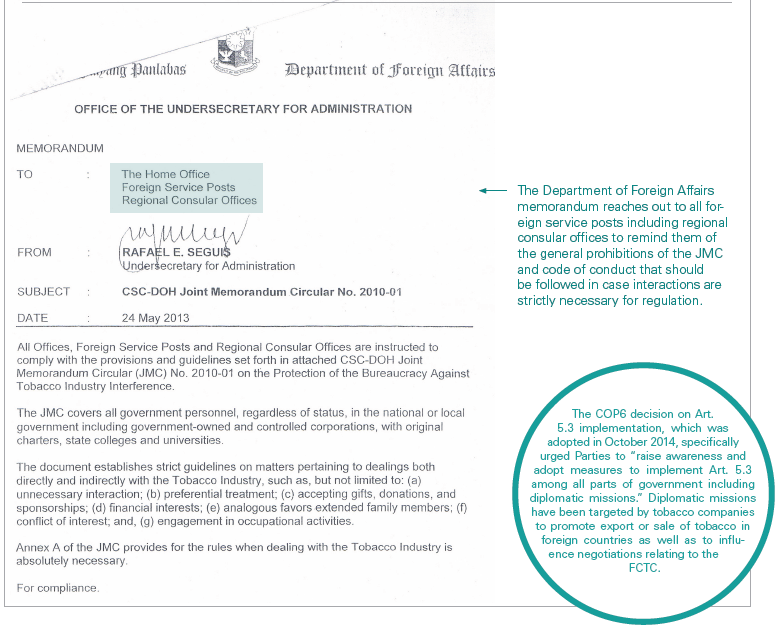 Panlabas
Department of Foreign Affairs
OFFICE OF THE UNDERSECRETARY FOR ADMINISTRATION
MEMORANDUM
TO : The Home Office
Foreign Service Posts
Regional Consular Offices
FROM : RAFAEL E. SEGUIS
Undersecretary for Administration
SUBJECT : CSC-DOH Joint Memorandum Circular No. 2010-01
DATE : 24 May 2013
All Offices, Foreign Service Posts and Regional Consular Offices are instructed to
comply with the provisions and guidelines set forth in attached CSC-DOH Joint
Memorandum Circular (JMC) No. 2010-01 on the Protection of the Bureaucracy Against
Tobacco Industry Interference.
The JMC covers all government personnel, regardless of status, in the national or local
government including government-owned and controlled corporations, with original
charters, state colleges and universities.
The document establishes strict guidelines on matters pertaining to dealings both
directly and indirectly with the Tobacco Industry, such as, but not limited to: (a)
unnecessary interaction; (b) preferential treatment; (c) accepting gifts, donations, and
sponsorships; (d) financial interests; (e) analogous favors extended family members; (f)
conflict of interest; and, (g) engagement in occupational activities.
Annex A of the JMC provides for the rules when dealing with the Tobacco Industry is
absolutely necessary.
For compliance.
The Department of Foreign Affairs
memorandum reaches out to all for-
eign service posts including regional
consular offices to remind them of
the general prohibitions of the JMC
and code of conduct that should
be followed in case interactions are
strictly necessary for regulation.
The COP6 decision on Art.
5.3 implementation, which was
adopted in October 2014, specifically
urged Parties to "raise awareness and
adopt measures to implement Art. 5.3
among all parts of government including
diplomatic missions." Diplomatic missions
have been targeted by tobacco companies
to promote export or sale of tobacco in
foreign countries as well as to influ-
ence negotiations relating to the
FCTC.